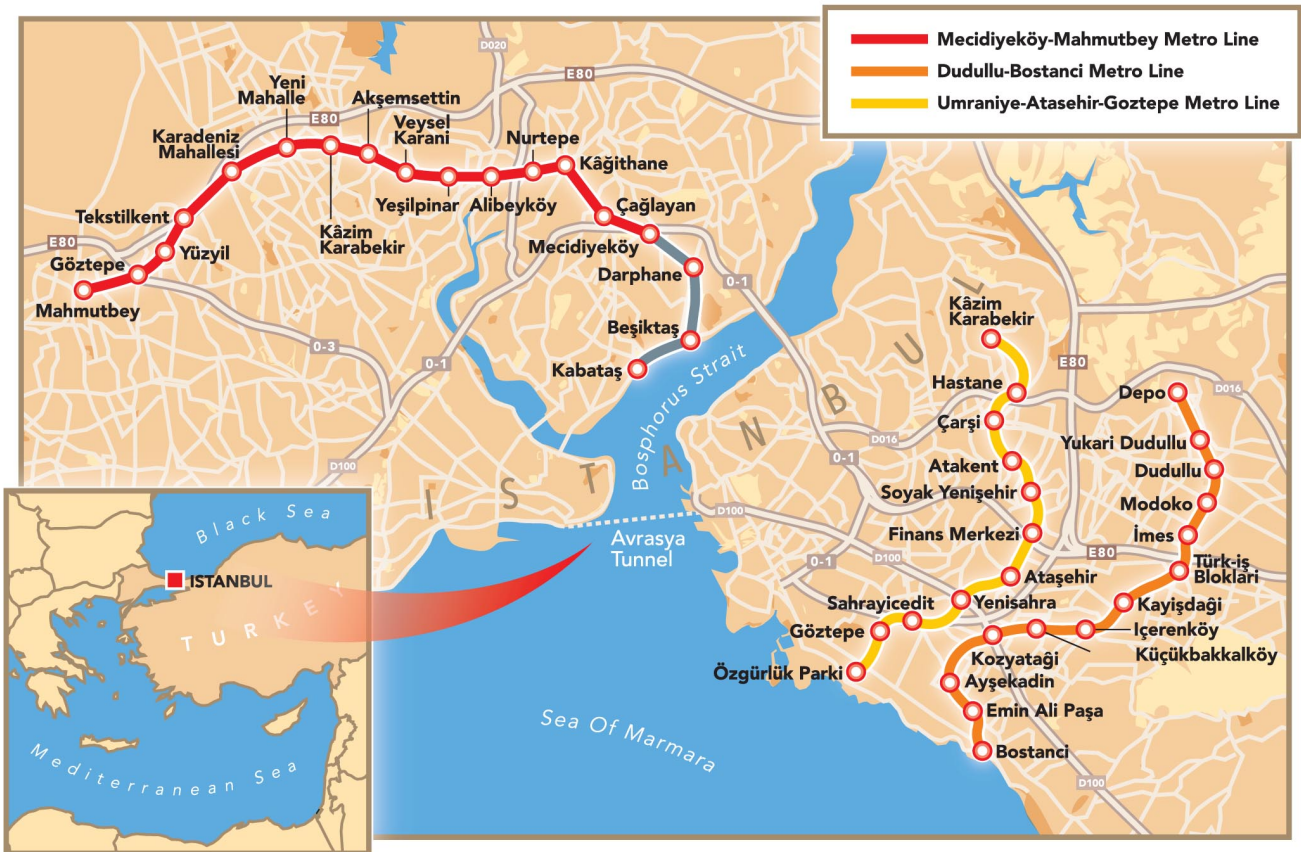 Mecidiyeköy-Mahmutbey Metro Line
Dudullu-Bostanci Metro Line
Umraniye-Atasehir-Goztepe Metro Line
D020
E80
E80
Yeni
Mahalle
Akşemsettin
Karadeniz
Mahallesi
Veysel
Karani
Nurtepe
Kâğithane
Tekstilkent
Yeşilpinar
Alibeyköy
Çağlayan
Kâzim
Karabekir
E80
Yüzyil
Göztepe
Mecidiyeköy
Mahmutbey
Darphane
0-1
Beşiktaş
0-3
0-1
Kabataş
Kâzim
Karabekir
E80
Hastane
Depo
D016
Çarşi
D016
Yukari Dudullu
Atakent
0-1
Dudullu
D100
Soyak Yenişehir
Modoko
Finans Merkezi
İmes
D100
E80
D100
Türk-iş
Bloklari
0-1
Ataşehir
Kayişdaği
Sahrayicedit
Yenisahra
Göztepe
Içerenköy
Küçükbakkalköy
Kozyataği
Özgürlük Parki
Ayşekadin
Emin Ali Paşa
Bostanci
D100
ISTANBUL
Bosphorus Strait
Avrasya
Tunnel
Sea Of Marmara
Black Sea
ISTANBUL
TURKEY
Mediterranean Sea